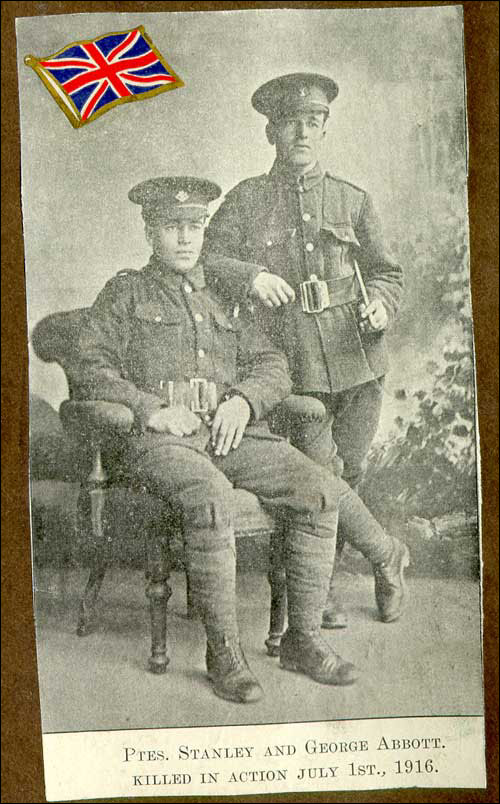 Ptes. Stanley and George Abbott.
killed in action July 1st., 1916.